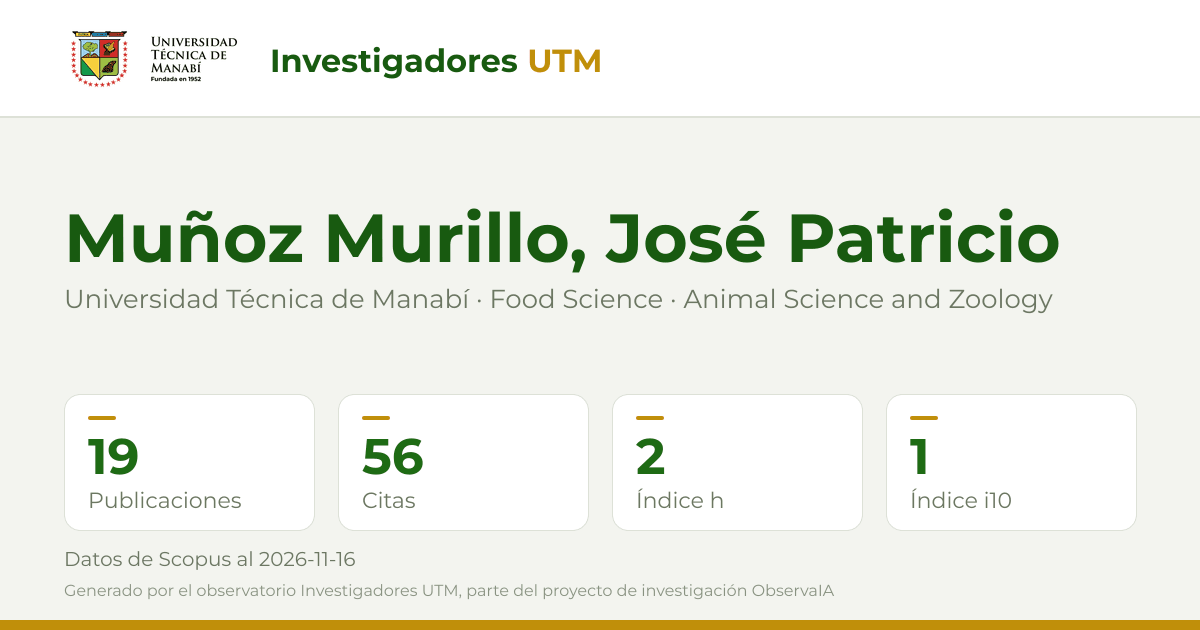 UNIVERSIDAD
TÉCNICA DE
MANABÍ
Fundada en 1952
Investigadores UTM
Muñoz Murillo, José Patricio
Universidad Técnica de Manabí · Food Science · Animal Science and Zoology
19
Publicaciones
56
Citas
2
Índice h
1
Índice i10
Datos de Scopus al 2026-11-16
Generado por el observatorio Investigadores UTM, parte del proyecto de investigación ObservaIA